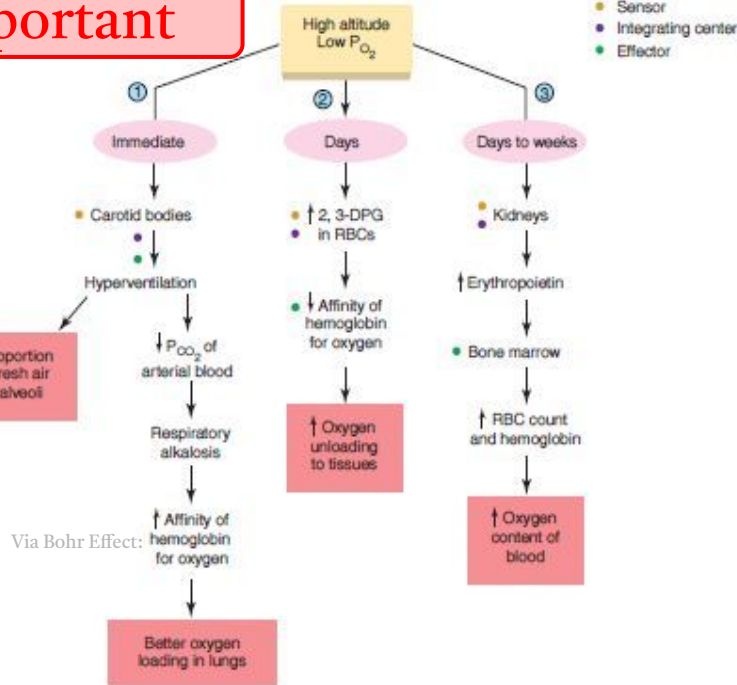 High altitude
Low PO2
Sensor
Integrating center
Effector
①
Immediate
Carotid bodies
Hyperventilation
resh air
alveoli
↓ PCO2 of
arterial blood
Respiratory
alkalosis
Via Bohr Effect:
↑ Affinity of
hemoglobin
for oxygen
Better oxygen
loading in lungs
②
Days
↑ 2, 3-DPG
in RBCs
↓ Affinity of
hemoglobin
for oxygen
↑ Oxygen
unloading
to tissues
③
Days to weeks
Kidneys
↑ Erythropoietin
Bone marrow
↑ RBC count
and hemoglobin
↑ Oxygen
content of
blood